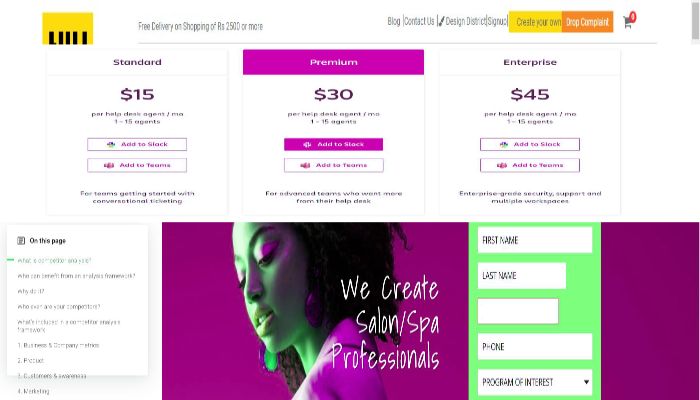 Free Delivery on Shopping of Rs 2500 or more
Blog |Contact Us | Design District|Signup| Create your own Drop Complaint 0
Standard
$15
per help desk agent / mo
1 – 15 agents
Add to Slack
Add to Teams
For teams getting started with
conversational ticketing
Premium
$30
per help desk agent / mo
1 – 15 agents
Add to Slack
Add to Teams
For advanced teams who want more
from their help desk
Enterprise
$45
per help desk agent / mo
1 – 15 agents
Add to Slack
Add to Teams
Enterprise-grade security, support and
multiple workspaces
On this page
What is competitor analysis?
Who can benefit from an analysis framework?
Why do it?
Who even are your competitors?
What's included in a competitor analysis
framework
1. Business & Company metrics
2. Product
3. Customers & awareness
4. Marketing
We Create
Salon/Spa
Professionals
FIRST NAME
LAST NAME
PHONE
PROGRAM OF INTEREST